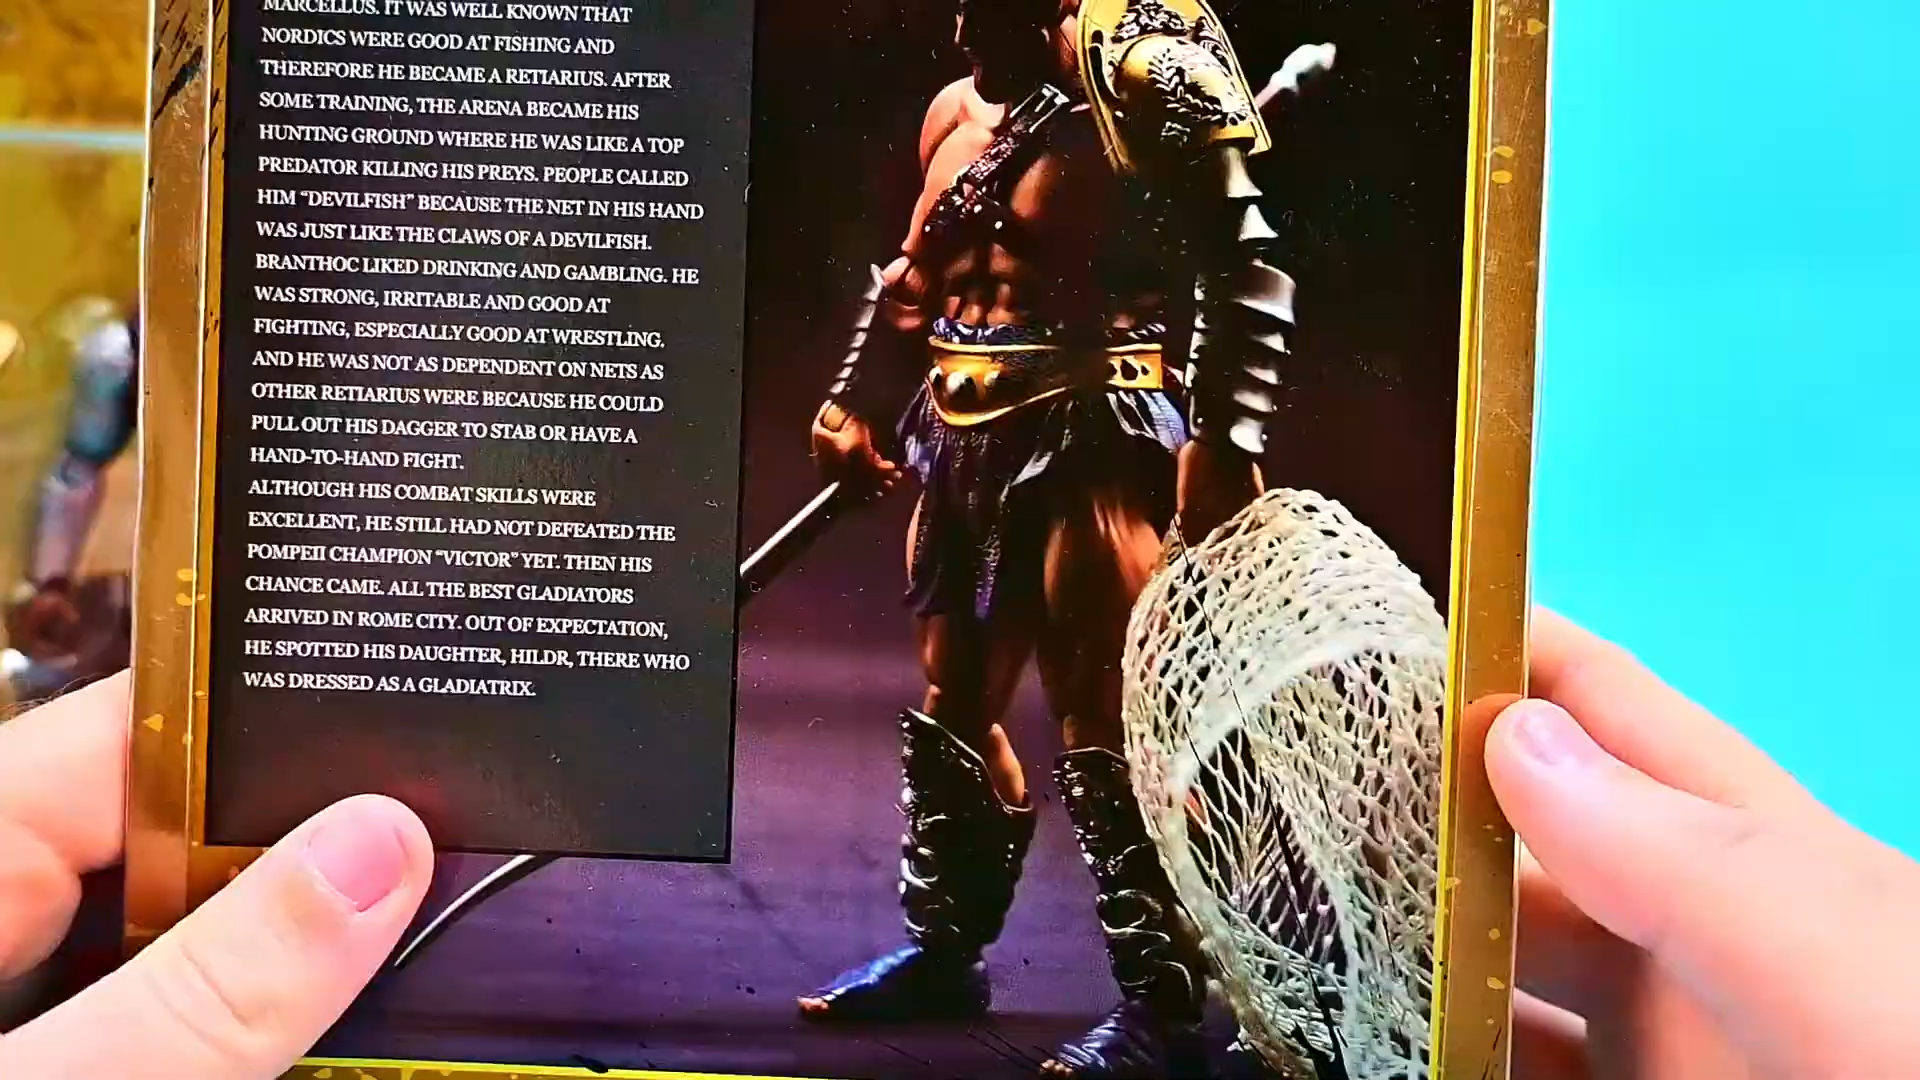 MARCELLUS. IT WAS WELL KNOWN THAT
NORDICS WERE GOOD AT FISHING AND
THEREFORE HE BECAME A RETIARIUS. AFTER
SOME TRAINING, THE ARENA BECAME HIS
HUNTING GROUND WHERE HE WAS LIKE A TOP
PREDATOR KILLING HIS PREYS. PEOPLE CALLED
HIM “DEVILFISH” BECAUSE THE NET IN HIS HAND
WAS JUST LIKE THE CLAWS OF A DEVILFISH.
BRANTHOC LIKED DRINKING AND GAMBLING. HE
WAS STRONG, IRRITABLE AND GOOD AT
FIGHTING, ESPECIALLY GOOD AT WRESTLING.
AND HE WAS NOT AS DEPENDENT ON NETS AS
OTHER RETIARIUS WERE BECAUSE HE COULD
PULL OUT HIS DAGGER TO STAB OR HAVE A
HAND-TO-HAND FIGHT.
ALTHOUGH HIS COMBAT SKILLS WERE
EXCELLENT, HE STILL HAD NOT DEFEATED THE
POMPEII CHAMPION “VICTOR” YET. THEN HIS
CHANCE CAME. ALL THE BEST GLADIATORS
ARRIVED IN ROME CITY. OUT OF EXPECTATION,
HE SPOTTED HIS DAUGHTER, HILDR, THERE WHO
WAS DRESSED AS A GLADIATRIX.